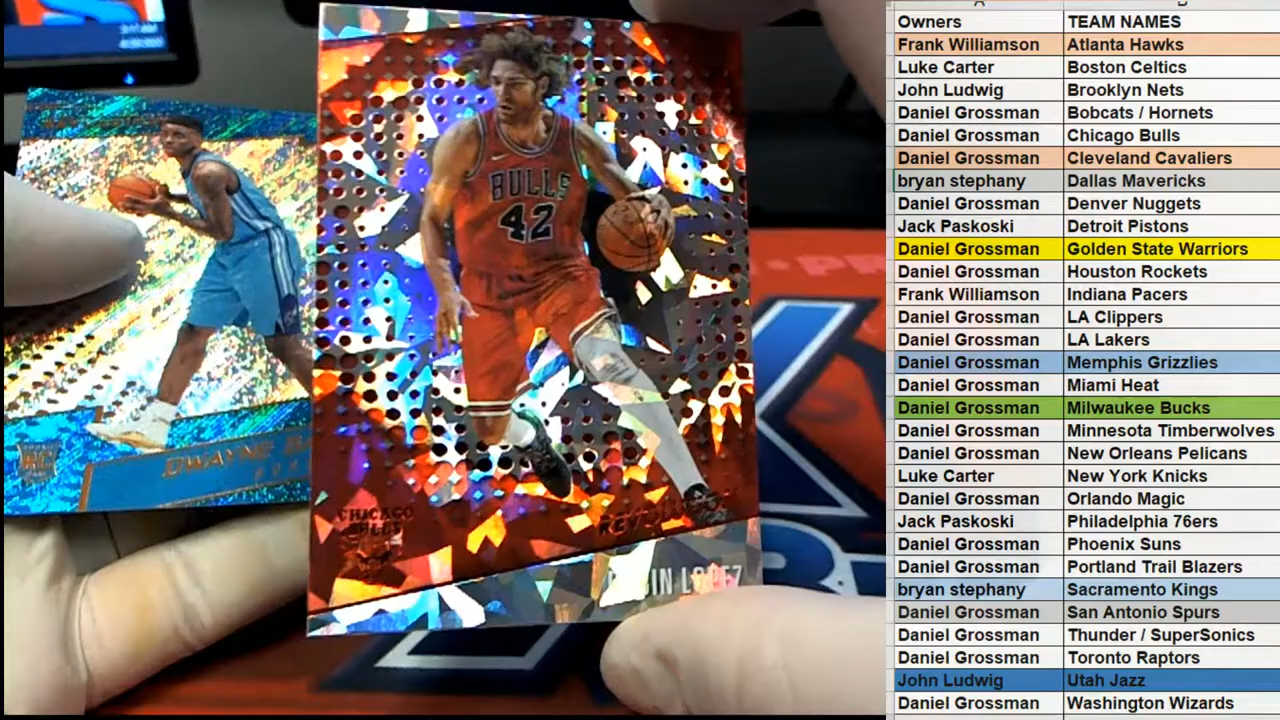 Owners TEAM NAMES
Frank Williamson Atlanta Hawks
Luke Carter Boston Celtics
John Ludwig Brooklyn Nets
Daniel Grossman Bobcats / Hornets
Daniel Grossman Chicago Bulls
Daniel Grossman Cleveland Cavaliers
bryan stephany Dallas Mavericks
Daniel Grossman Denver Nuggets
Jack Paskoski Detroit Pistons
Daniel Grossman Golden State Warriors
Daniel Grossman Houston Rockets
Frank Williamson Indiana Pacers
Daniel Grossman LA Clippers
Daniel Grossman LA Lakers
Daniel Grossman Memphis Grizzlies
Daniel Grossman Miami Heat
Daniel Grossman Milwaukee Bucks
Daniel Grossman Minnesota Timberwolves
Daniel Grossman New Orleans Pelicans
Luke Carter New York Knicks
Daniel Grossman Orlando Magic
Jack Paskoski Philadelphia 76ers
Daniel Grossman Phoenix Suns
Daniel Grossman Portland Trail Blazers
bryan stephany Sacramento Kings
Daniel Grossman San Antonio Spurs
Daniel Grossman Thunder / SuperSonics
Daniel Grossman Toronto Raptors
John Ludwig Utah Jazz
Daniel Grossman Washington Wizards
BULLS
42
CHICAGO
BULLS
LOPEZ
DWAYNE